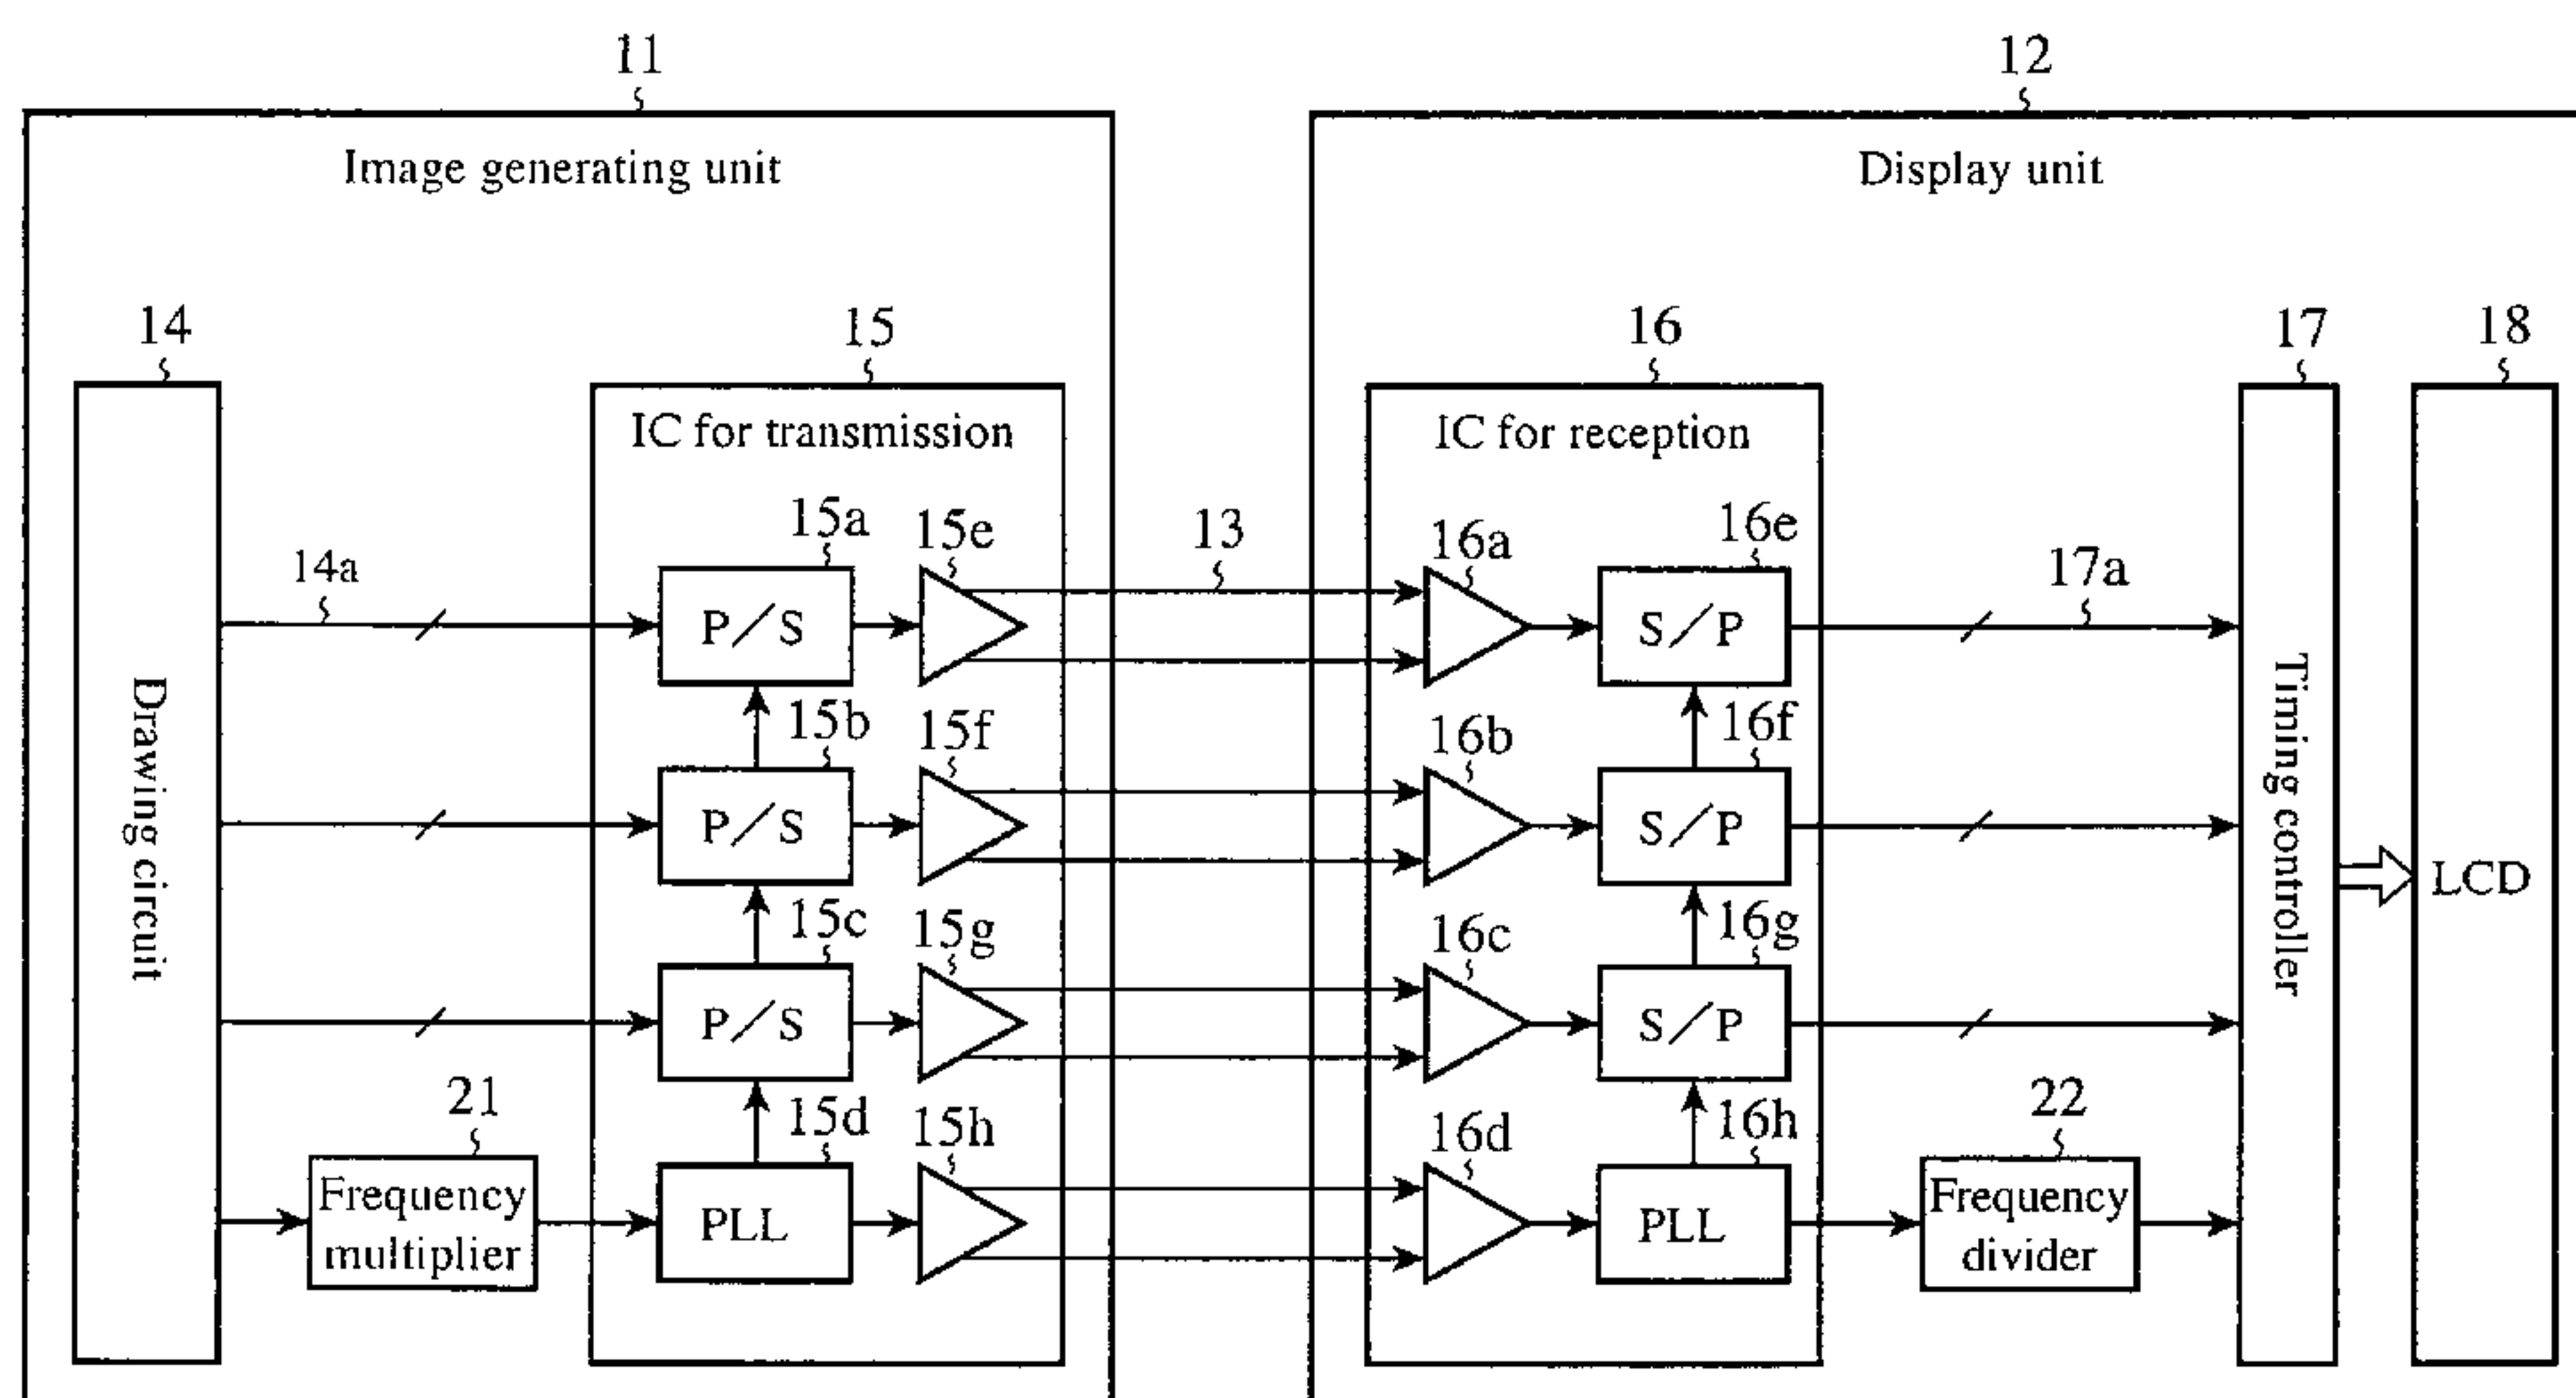 11
12
Image generating unit
Display unit
14
15
16
17
18
IC for transmission
IC for reception
15a
15e
13
16a
16e
14a
17a
P/S
S/P
15b
15f
16b
16f
P/S
S/P
Drawing circuit
Timing controller
LCD
15c
15g
16c
16g
P/S
S/P
21
15d
15h
16d
16h
22
Frequency
multiplier
PLL
PLL
Frequency
divider